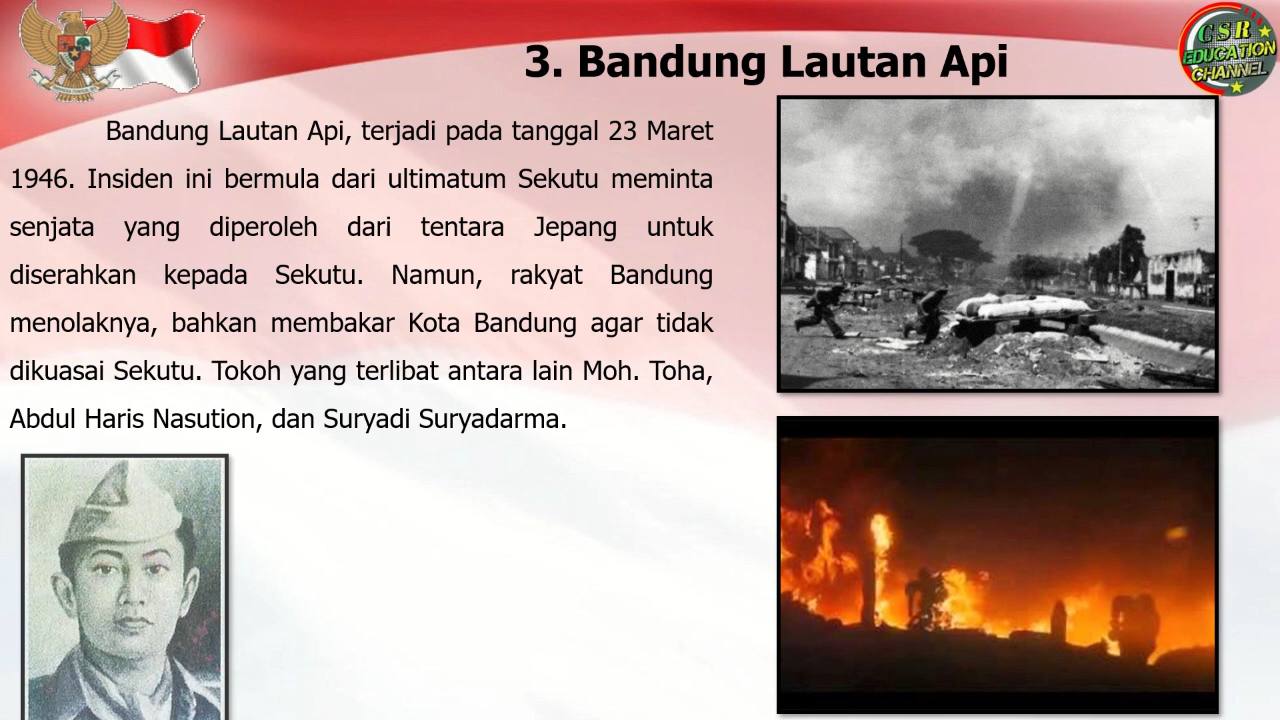 3. Bandung Lautan Api
CSR
EDUCATION
CHANNEL
Bandung Lautan Api, terjadi pada tanggal 23 Maret
1946. Insiden ini bermula dari ultimatum Sekutu meminta
senjata yang diperoleh dari tentara Jepang untuk
diserahkan kepada Sekutu. Namun, rakyat Bandung
menolaknya, bahkan membakar Kota Bandung agar tidak
dikuasai Sekutu. Tokoh yang terlibat antara lain Moh. Toha,
Abdul Haris Nasution, dan Suryadi Suryadarma.